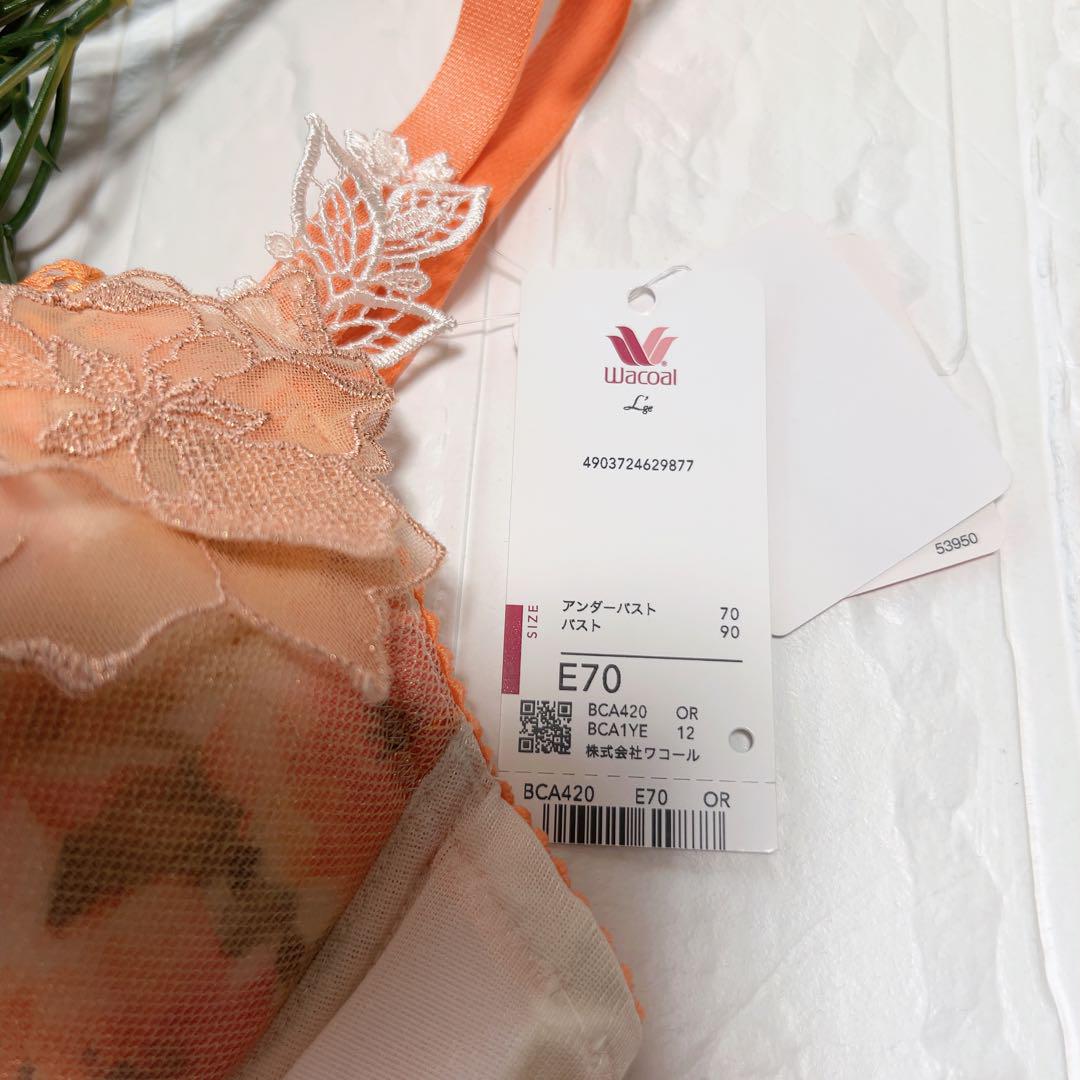 Wacoal
L'ge
4903724629877
SIZE
アンダーバスト 70
バスト 90
E70
BCA420 OR
BCA1YE 12
株式会社ワコール
BCA420 E70 OR
53950